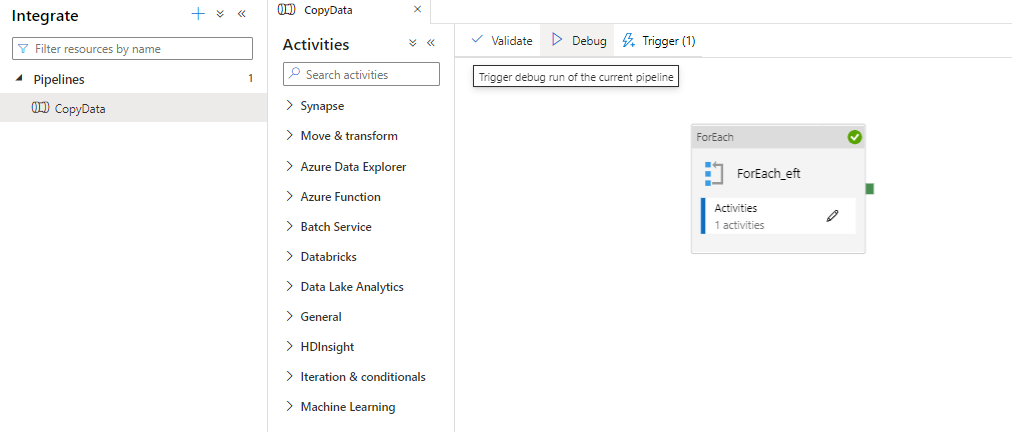 Integrate
Filter resources by name
Pipelines 1
CopyData
CopyData
Activities
Search activities
Synapse
Move & transform
Azure Data Explorer
Azure Function
Batch Service
Databricks
Data Lake Analytics
General
HDInsight
Iteration & conditionals
Machine Learning
Validate Debug Trigger (1)
Trigger debug run of the current pipeline
ForEach
ForEach_eft
Activities
1 activities